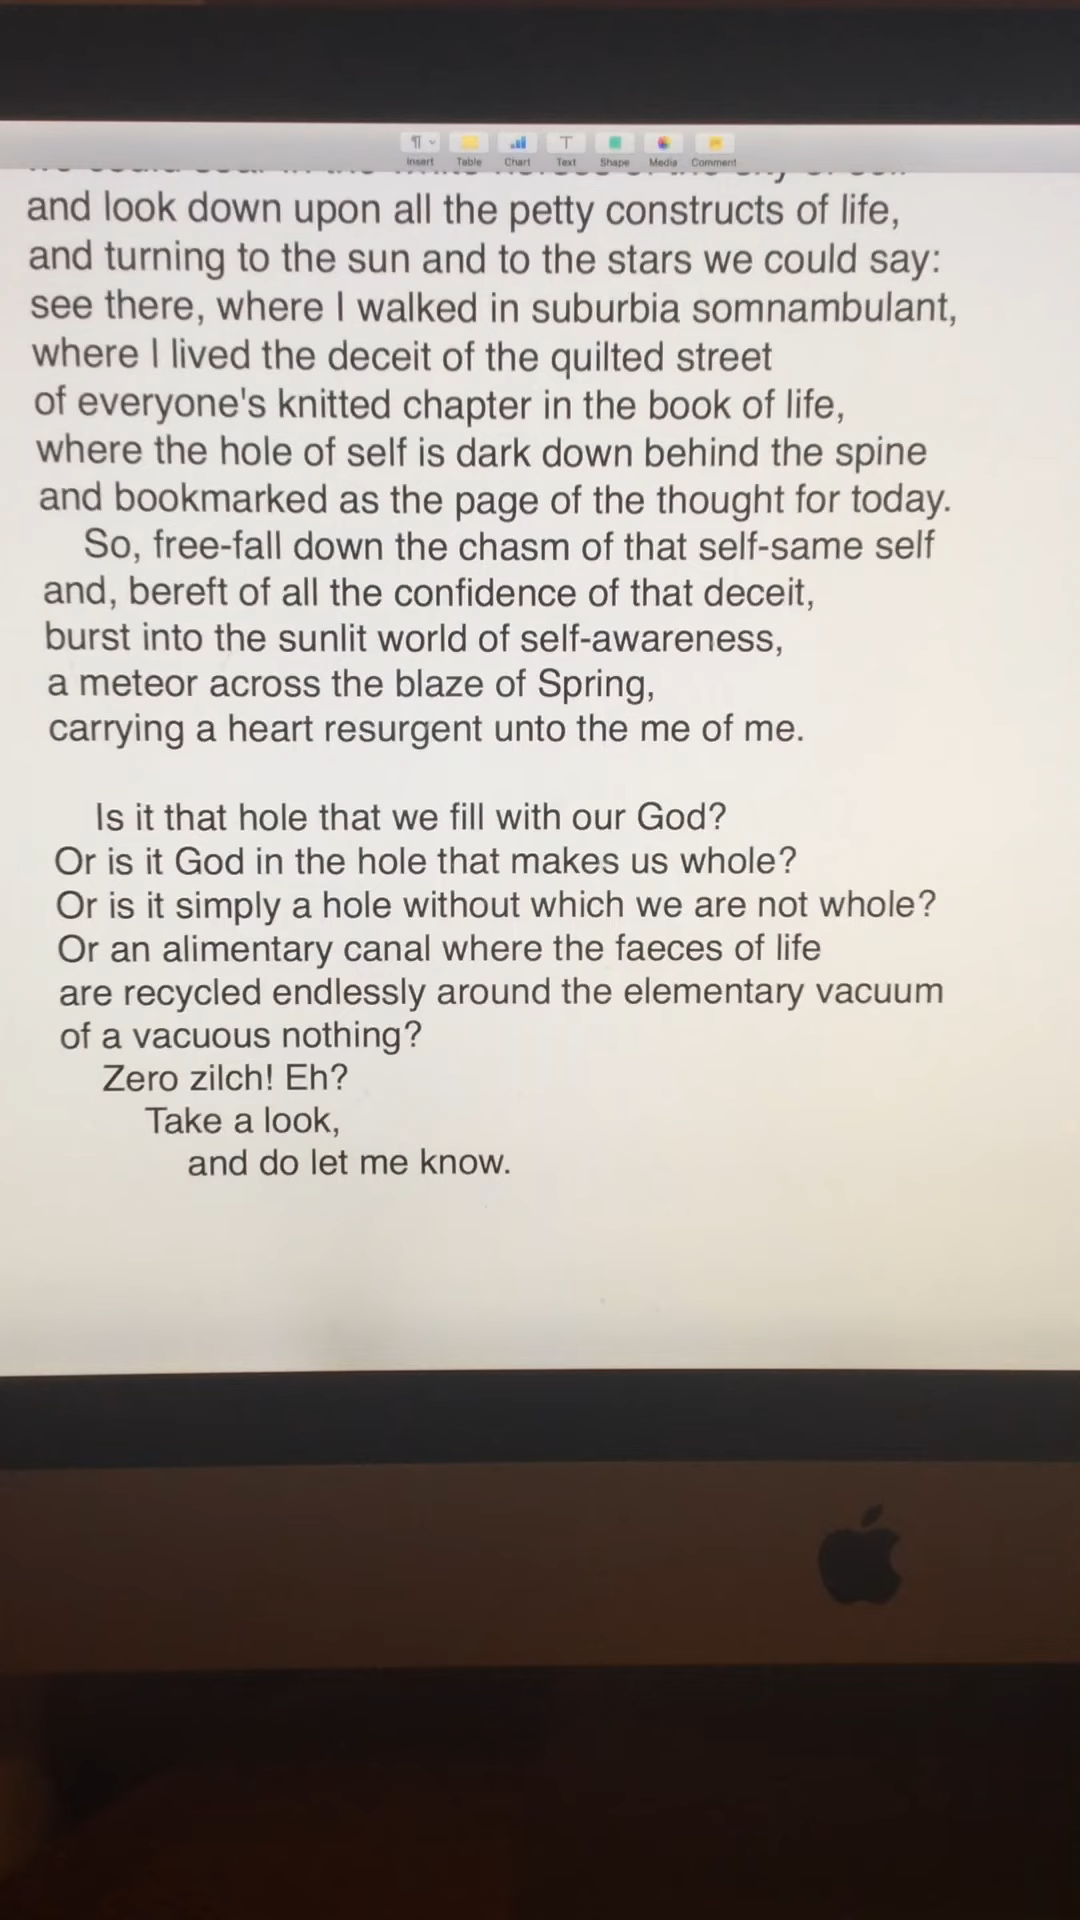 Insert Table Chart Text Shape Media Comment
and look down upon all the petty constructs of life,
and turning to the sun and to the stars we could say:
see there, where I walked in suburbia somnambulant,
where I lived the deceit of the quilted street
of everyone's knitted chapter in the book of life,
where the hole of self is dark down behind the spine
and bookmarked as the page of the thought for today.
So, free-fall down the chasm of that self-same self
and, bereft of all the confidence of that deceit,
burst into the sunlit world of self-awareness,
a meteor across the blaze of Spring,
carrying a heart resurgent unto the me of me.
Is it that hole that we fill with our God?
Or is it God in the hole that makes us whole?
Or is it simply a hole without which we are not whole?
Or an alimentary canal where the faeces of life
are recycled endlessly around the elementary vacuum
of a vacuous nothing?
Zero zilch! Eh?
Take a look,
and do let me know.